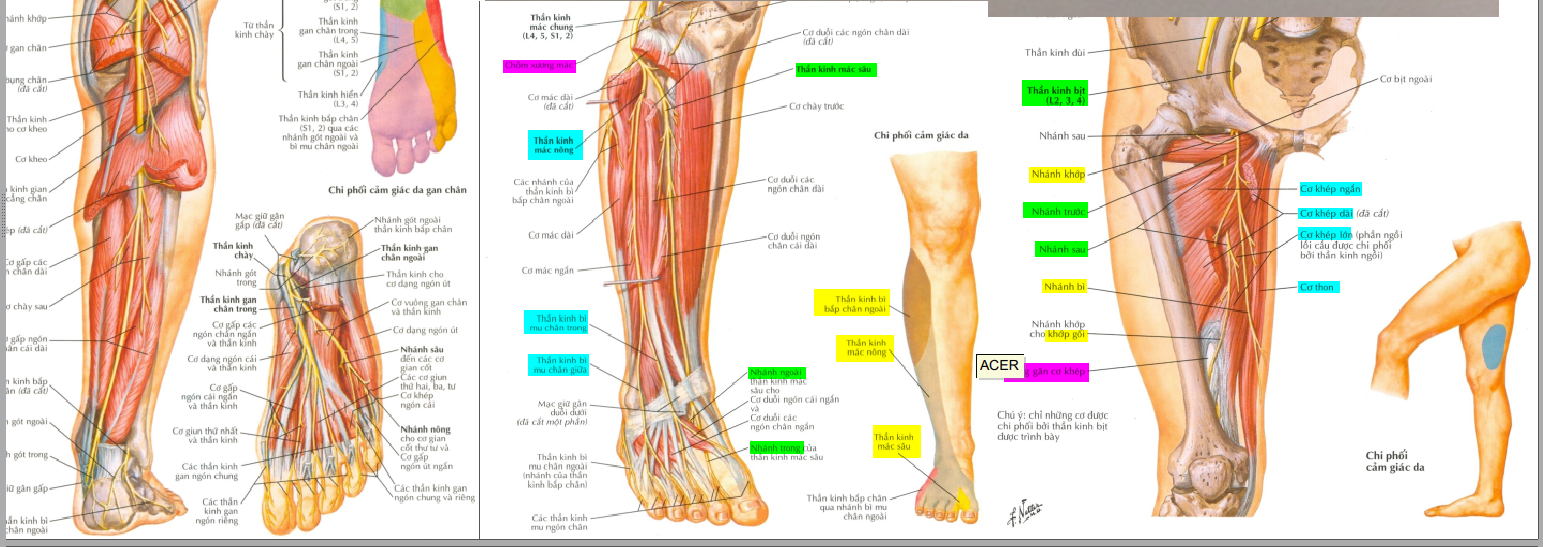 (S1, 2)
Từ thần
kinh chày
Thần kinh
gan chân trong
(L4, 5)
Thần kinh
gan chân ngoài
(S1, 2)
Thần kinh hiển
(L3, 4)
Thần kinh bắp chân
(S1, 2) qua các
nhánh gót ngoài và
bì mu chân ngoài
Chi phối cảm giác da gan chân
gan chân
bụng chân
(đã cắt)
Thần kinh
cơ kheo
Cơ kheo
kinh gian
cẳng chân
(đã cắt)
Cơ gấp các
chân dài
chày sau
gấp ngón
cái dài
kinh bắp
(đã cắt)
gót ngoài
gót trong
giữ gân gấp
kinh bì
chân ngoài
Mạc giữ gân
gấp (đã cắt)
Thần kinh
chày
Nhánh gót
trong
Thần kinh gan
chân trong
Cơ gấp các
ngón chân ngắn
và thần kinh
Cơ dạng ngón cái
và thần kinh
Cơ gấp
ngón cái ngắn
và thần kinh
Cơ giun thứ nhất
và thần kinh
Các thần kinh
gan ngón chung
Các thần
kinh gan
ngón riêng
Nhánh gót ngoài
thần kinh bắp chân
Thần kinh gan
chân ngoài
Thần kinh cho
cơ dạng ngón út
Cơ vuông gan chân
và thần kinh
Cơ dạng ngón út
Nhánh sâu
đến các cơ
gian cốt
Các cơ giun
thứ hai, ba, tư
Cơ khép
ngón cái
Nhánh nông
cho cơ gian
cốt thứ tư và
Cơ gấp
ngón út ngắn
Các thần kinh gan
ngón chung và riêng
Thần kinh
mác chung
(L4, 5, S1, 2)
Chỏm xương mác
Cơ mác dài
(đã cắt)
Thần kinh
mác nông
Các nhánh của
thần kinh bì
bắp chân ngoài
Cơ mác dài
Cơ mác ngắn
Thần kinh bì
mu chân trong
Thần kinh bì
mu chân giữa
Mạc giữ gân
duỗi dưới
(đã cắt một phần)
Thần kinh bì
mu chân ngoài
(nhánh của thần
kinh bắp chân)
Các thần kinh
mu ngón chân
Cơ duỗi các ngón chân dài
(đã cắt)
Thần kinh mác sâu
Cơ chày trước
Cơ duỗi các
ngón chân dài
Cơ duỗi ngón
chân cái dài
Nhánh ngoài
thần kinh mác
sâu cho
Cơ duỗi ngón cái ngắn
và
Cơ duỗi các
ngón chân ngắn
Nhánh trong của
thần kinh mác sâu
Chi phối cảm giác da
Thần kinh bì
bắp chân ngoài
Thần kinh
mác nông
Thần kinh
mác sâu
Thần kinh bắp chân
qua nhánh bì mu
chân ngoài
ACER
Thần kinh đùi
Thần kinh bịt
(L2, 3, 4)
Nhánh sau
Nhánh khớp
Nhánh trước
Nhánh sau
Nhánh bì
Nhánh khớp
cho khớp gối
gân cơ khép
Chú ý: chỉ những cơ được
chi phối bởi thần kinh bịt
được trình bày
Cơ bịt ngoài
Cơ khép ngắn
Cơ khép dài (đã cắt)
Cơ khép lớn (phần ngồi
lồi cầu được chi phối
bởi thần kinh ngồi)
Cơ thon
Chi phối
cảm giác da